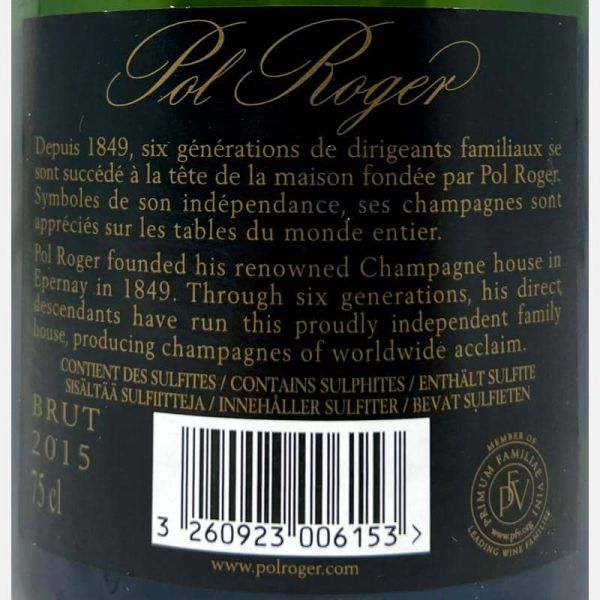 Pol Roger
Depuis 1849, six générations de dirigeants familiaux se
sont succédé à la tête de la maison fondée par Pol Roger.
Symboles de son indépendance, ses champagnes sont
appréciés sur les tables du monde entier.
Pol Roger founded his renowned Champagne house in
Epernay in 1849. Through six generations, his direct
descendants have run this proudly independent family
house, producing champagnes of worldwide acclaim.
CONTIENT DES SULFITES / CONTAINS SULPHITES / ENTHÄLT SULFITE
SISÄLTÄÄ SULFIITTEJA / INNEHÅLLER SULFITER / BEVAT SULFIETEN
BRUT
2015
75 cl
3 260923 006153 >
www.polroger.com
MEMBER OF
PRIMUM FAMILIAE VINI
PFV
www.pfv.org
LEADING WINE FAMILIES